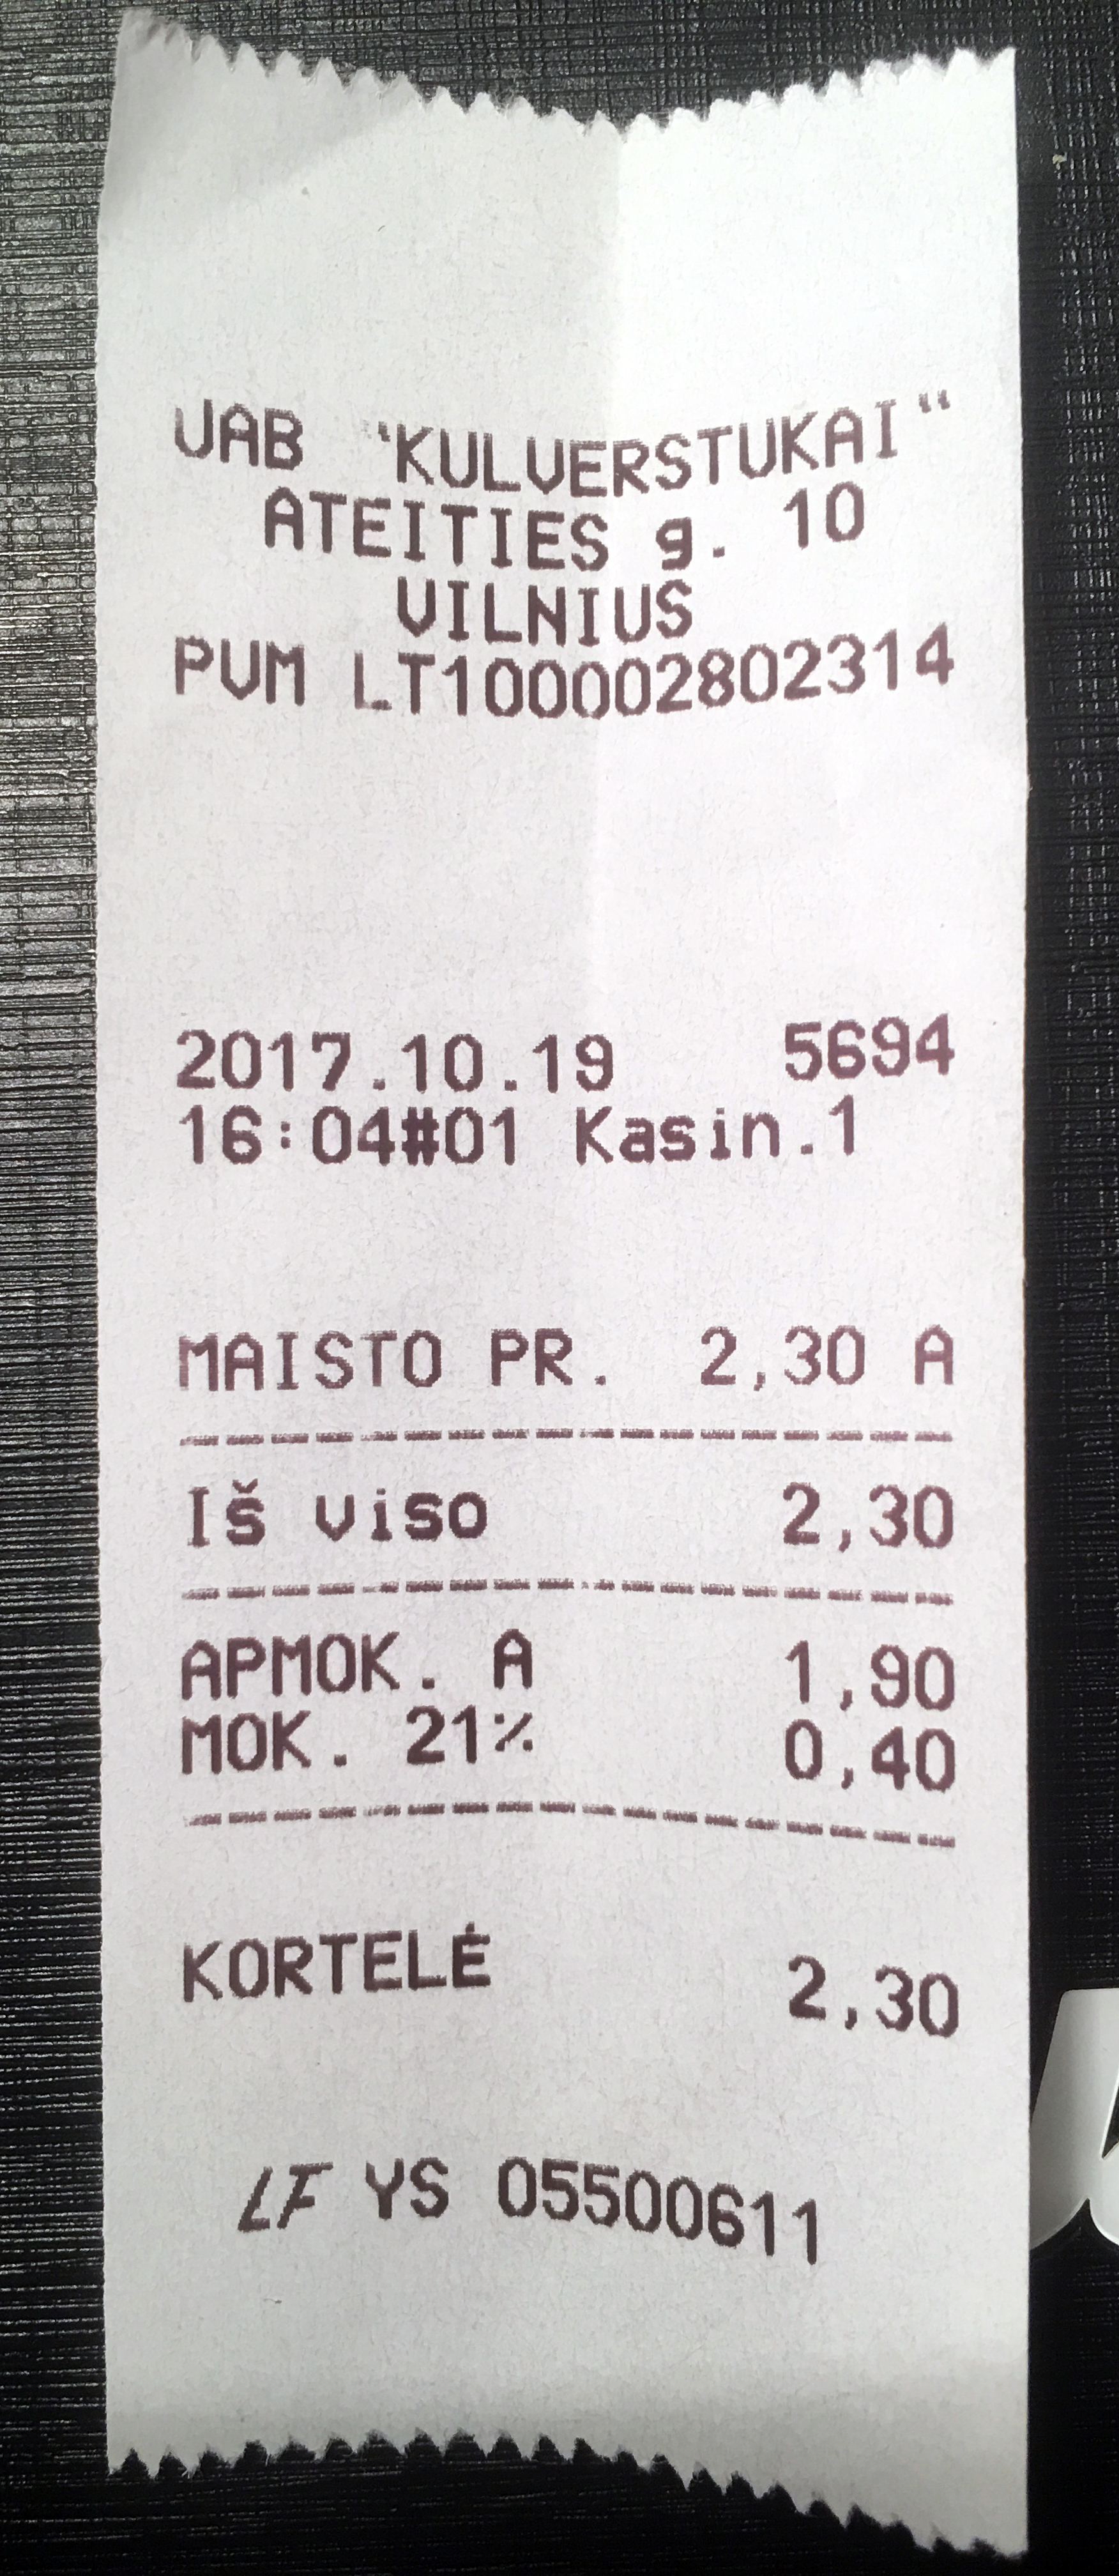 UAB "KULVERSTUKAI"
ATEITIES g. 10
VILNIUS
PVM LT100002802314
2017.10.19 5694
16:04#01 Kasin.1
MAISTO PR. 2,30 A
Iš viso 2,30
APMOK. A 1,90
MOK. 21% 0,40
KORTELĖ 2,30
LF YS 05500611